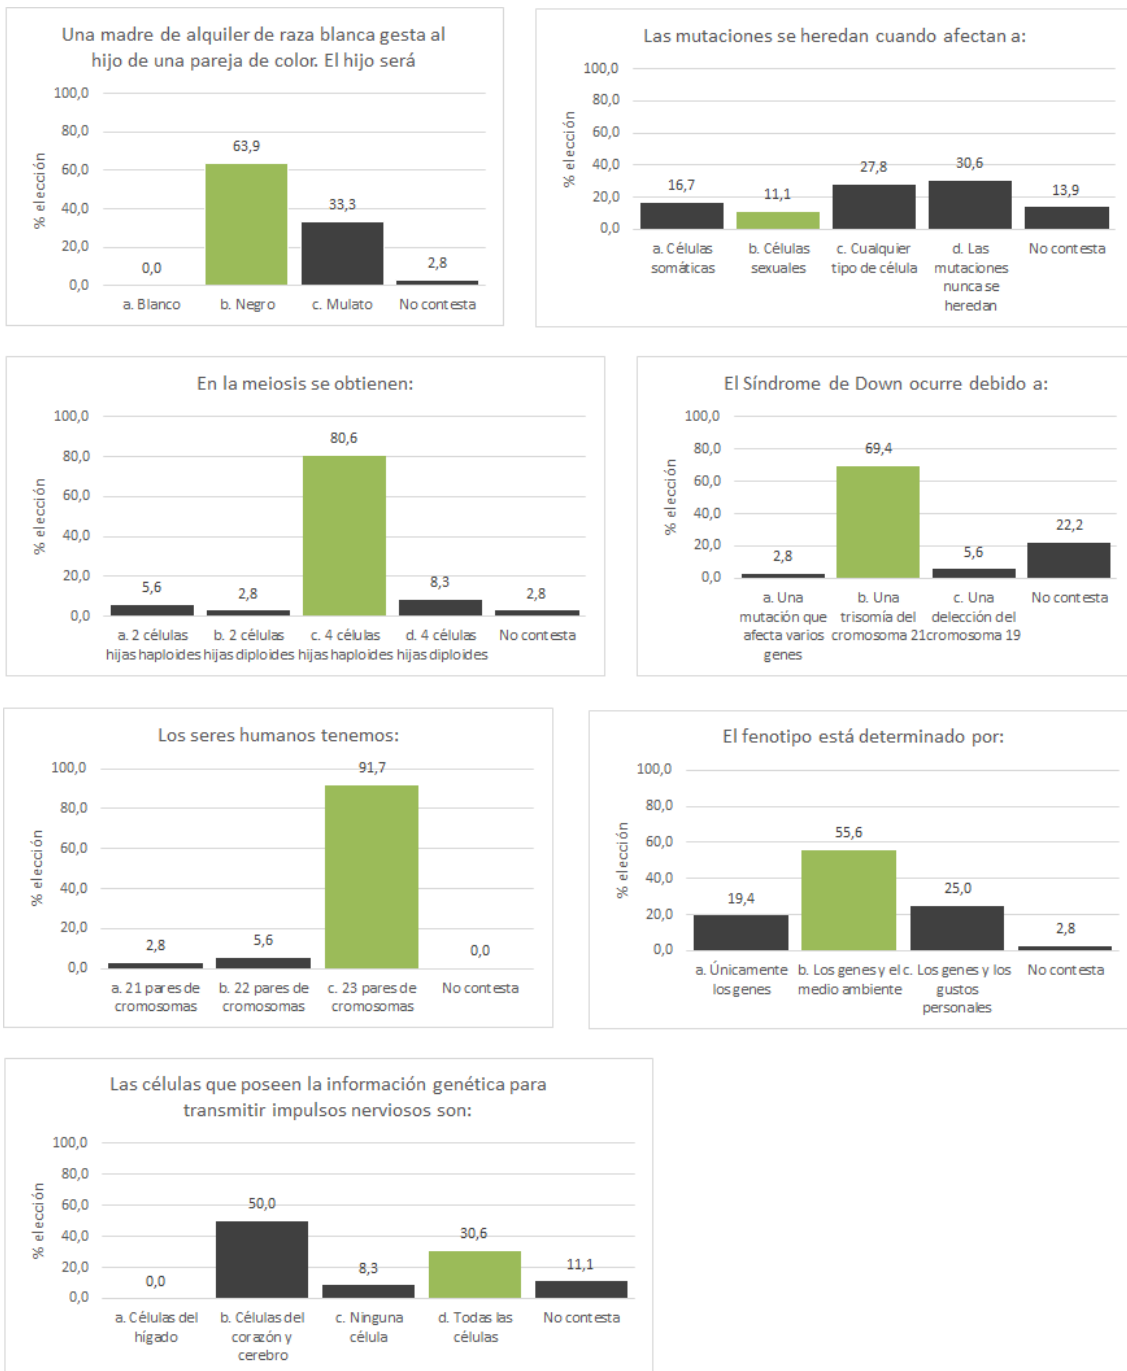 Una madre de alquiler de raza blanca gesta al
hijo de una pareja de color. El hijo será
% elección
100,0
80,0
60,0
40,0
20,0
0,0
0,0
63,9
33,3
2,8
a. Blanco
b. Negro
c. Mulato
No contesta
Las mutaciones se heredan cuando afectan a:
% elección
100,0
80,0
60,0
40,0
20,0
0,0
16,7
11,1
27,8
30,6
13,9
a. Células
somáticas
b. Células
sexuales
c. Cualquier
tipo de célula
d. Las
mutaciones
nunca se
heredan
No contesta
En la meiosis se obtienen:
% elección
100,0
80,0
60,0
40,0
20,0
0,0
5,6
2,8
80,6
8,3
2,8
a. 2 células
hijas haploides
b. 2 células
hijas diploides
c. 4 células
hijas haploides
d. 4 células
hijas diploides
No contesta
El Síndrome de Down ocurre debido a:
% elección
100,0
80,0
60,0
40,0
20,0
0,0
2,8
69,4
5,6
22,2
a. Una
mutación que
afecta varios
genes
b. Una
trisomía del
cromosoma 21
c. Una
delección del
cromosoma 19
No contesta
Los seres humanos tenemos:
% elección
100,0
80,0
60,0
40,0
20,0
0,0
2,8
5,6
91,7
0,0
a. 21 pares de
cromosomas
b. 22 pares de
cromosomas
c. 23 pares de
cromosomas
No contesta
El fenotipo está determinado por:
% elección
100,0
80,0
60,0
40,0
20,0
0,0
19,4
55,6
25,0
2,8
a. Únicamente
los genes
b. Los genes y el
medio ambiente
c. Los genes y los
gustos
personales
No contesta
Las células que poseen la información genética para
transmitir impulsos nerviosos son:
% elección
100,0
80,0
60,0
40,0
20,0
0,0
0,0
50,0
8,3
30,6
11,1
a. Células del
hígado
b. Células del
corazón y
cerebro
c. Ninguna
célula
d. Todas las
células
No contesta